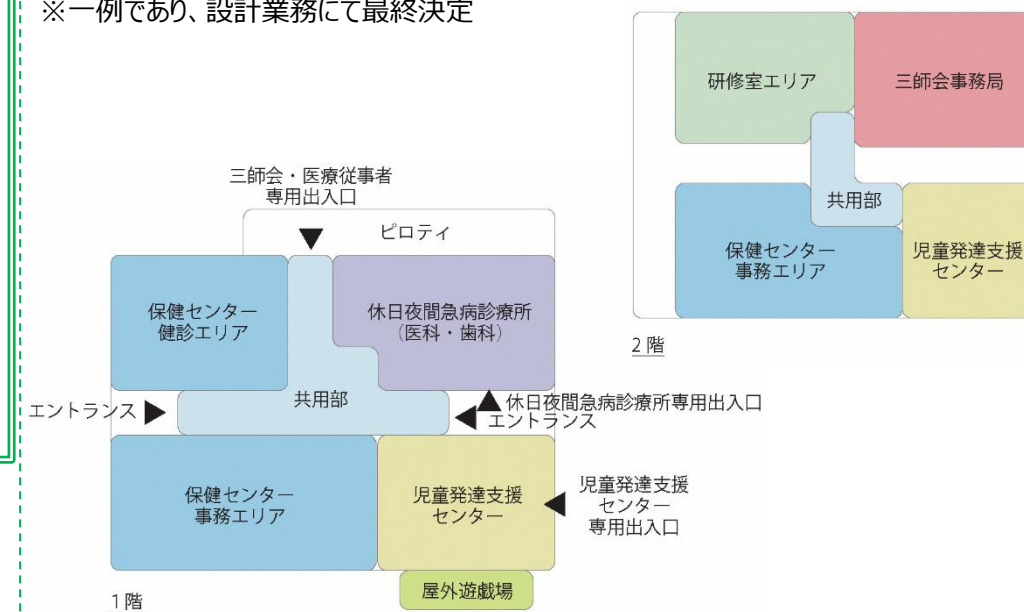 ※一例であり、設計業務にて最終決定
研修室エリア
三師会事務局
共用部
保健センター
事務エリア
児童発達支援
センター
2階
三師会・医療従事者
専用出入口
ピロティ
保健センター
健診エリア
休日夜間急病診療所
(医科・歯科)
共用部
エントランス
休日夜間急病診療所専用出入口
エントランス
保健センター
事務エリア
児童発達支援
センター
児童発達支援
センター
専用出入口
屋外遊戯場
1階